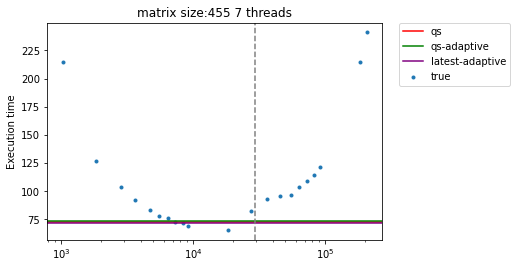 matrix size:455 7 threads
Execution time
225
200
175
150
125
100
75
10³
10⁴
10⁵
qs
qs-adaptive
latest-adaptive
true